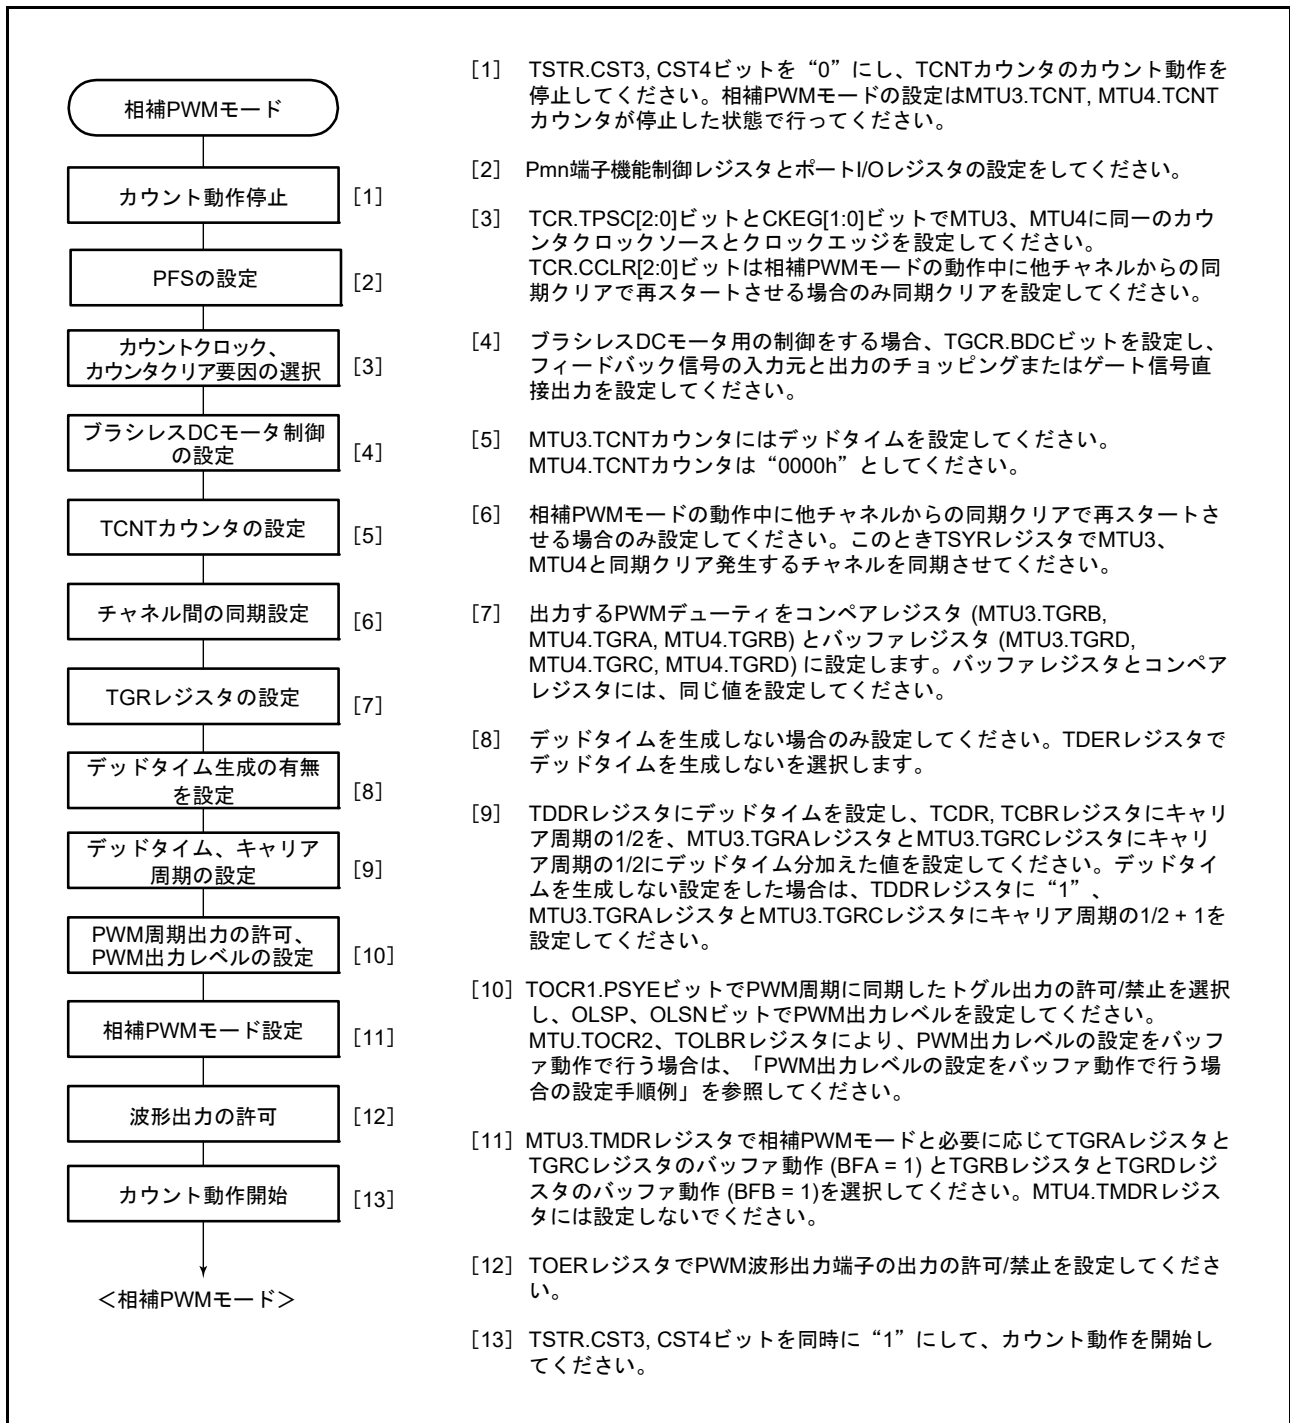 相補PWMモード
カウント動作停止
[1]
PFSの設定
[2]
カウントクロック、
カウンタクリア要因の選択
[3]
ブラシレスDCモータ制御
の設定
[4]
TCNTカウンタの設定
[5]
チャネル間の同期設定
[6]
TGRレジスタの設定
[7]
デッドタイム生成の有無
を設定
[8]
デッドタイム、キャリア
周期の設定
[9]
PWM周期出力の許可、
PWM出力レベルの設定
[10]
相補PWMモード設定
[11]
波形出力の許可
[12]
カウント動作開始
[13]
<相補PWMモード>
[1] TSTR.CST3, CST4ビットを“0”にし、TCNTカウンタのカウント動作を
停止してください。相補PWMモードの設定はMTU3.TCNT, MTU4.TCNT
カウンタが停止した状態で行ってください。
[2] Pmn端子機能制御レジスタとポートI/Oレジスタの設定をしてください。
[3] TCR.TPSC[2:0]ビットとCKEG[1:0]ビットでMTU3、MTU4に同一のカウ
ンタクロックソースとクロックエッジを設定してください。
TCR.CCLR[2:0]ビットは相補PWMモードの動作中に他チャネルからの同
期クリアで再スタートさせる場合のみ同期クリアを設定してください。
[4] ブラシレスDCモータ用の制御をする場合、TGCR.BDCビットを設定し、
フィードバック信号の入力元と出力のチョッピングまたはゲート信号直
接出力を設定してください。
[5] MTU3.TCNTカウンタにはデッドタイムを設定してください。
MTU4.TCNTカウンタは“0000h”としてください。
[6] 相補PWMモードの動作中に他チャネルからの同期クリアで再スタートさ
せる場合のみ設定してください。このときTSYRレジスタでMTU3、
MTU4と同期クリア発生するチャネルを同期させてください。
[7] 出力するPWMデューティをコンペアレジスタ (MTU3.TGRB,
MTU4.TGRA, MTU4.TGRB) とバッファレジスタ (MTU3.TGRD,
MTU4.TGRC, MTU4.TGRD) に設定します。バッファレジスタとコンペア
レジスタには、同じ値を設定してください。
[8] デッドタイムを生成しない場合のみ設定してください。TDERレジスタで
デッドタイムを生成しないを選択します。
[9] TDDRレジスタにデッドタイムを設定し、TCDR, TCBRレジスタにキャリ
ア周期の1/2を、MTU3.TGRAレジスタとMTU3.TGRCレジスタにキャリ
ア周期の1/2にデッドタイム分加えた値を設定してください。デッドタイ
ムを生成しない設定をした場合は、TDDRレジスタに“1”、
MTU3.TGRAレジスタとMTU3.TGRCレジスタにキャリア周期の1/2 + 1を
設定してください。
[10] TOCR1.PSYEビットでPWM周期に同期したトグル出力の許可/禁止を選択
し、OLSP、OLSNビットでPWM出力レベルを設定してください。
MTU.TOCR2、TOLBRレジスタにより、PWM出力レベルの設定をバッフ
ァ動作で行う場合は、「PWM出力レベルの設定をバッファ動作で行う場
合の設定手順例」を参照してください。
[11] MTU3.TMDRレジスタで相補PWMモードと必要に応じてTGRAレジスタと
TGRCレジスタのバッファ動作 (BFA = 1) とTGRBレジスタとTGRDレジ
スタのバッファ動作 (BFB = 1)を選択してください。MTU4.TMDRレジス
タには設定しないでください。
[12] TOERレジスタでPWM波形出力端子の出力の許可/禁止を設定してくださ
い。
[13] TSTR.CST3, CST4ビットを同時に“1”にして、カウント動作を開始し
てください。